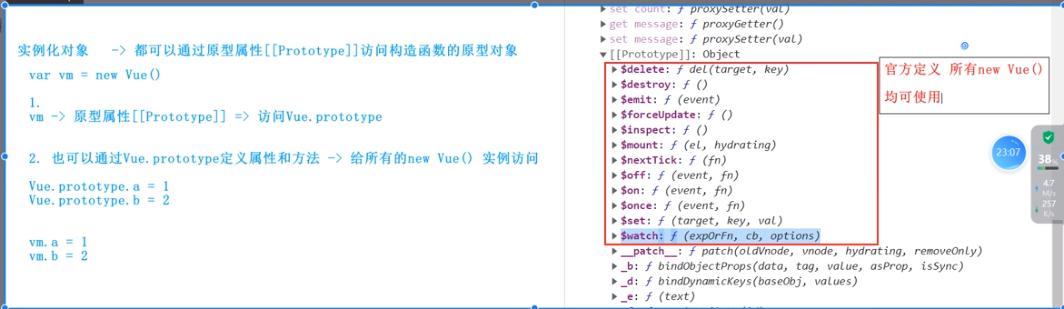 实例化对象 -> 都可以通过原型属性[[Prototype]]访问构造函数的原型对象
var vm = new Vue()
1.
vm -> 原型属性[[Prototype]] => 访问Vue.prototype
2. 也可以通过Vue.prototype定义属性和方法 -> 给所有的new Vue() 实例访问
Vue.prototype.a = 1
Vue.prototype.b = 2
vm.a = 1
vm.b = 2
set count: ƒ proxySetter(val)
get message: ƒ proxyGetter()
set message: ƒ proxySetter(val)
[[Prototype]]: Object
$delete: ƒ del(target, key)
$destroy: ƒ ()
$emit: ƒ (event)
$forceUpdate: ƒ ()
$inspect: ƒ ()
$mount: ƒ (el, hydrating)
$nextTick: ƒ (fn)
$off: ƒ (event, fn)
$on: ƒ (event, fn)
$once: ƒ (event, fn)
$set: ƒ (target, key, val)
$watch: ƒ (expOrFn, cb, options)
__patch__: ƒ patch(oldVnode, vnode, hydrating, removeOnly)
_b: ƒ bindObjectProps(data, tag, value, asProp, isSync)
_d: ƒ bindDynamicKeys(baseObj, values)
_e: ƒ (text)
官方定义 所有new Vue()
均可使用
23:07
38%
4.7
M/s
257
K/s